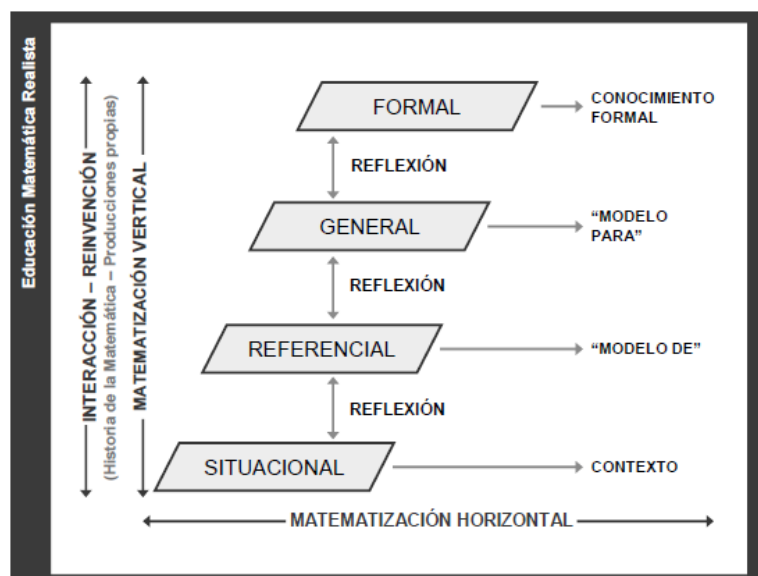 Educación Matemática Realista
INTERACCIÓN – REINVENCIÓN
(Historia de la Matemática – Producciones propias)
MATEMATIZACIÓN VERTICAL
FORMAL
CONOCIMIENTO
FORMAL
REFLEXIÓN
GENERAL
“MODELO
PARA”
REFLEXIÓN
REFERENCIAL
“MODELO DE”
REFLEXIÓN
SITUACIONAL
CONTEXTO
MATEMATIZACIÓN HORIZONTAL